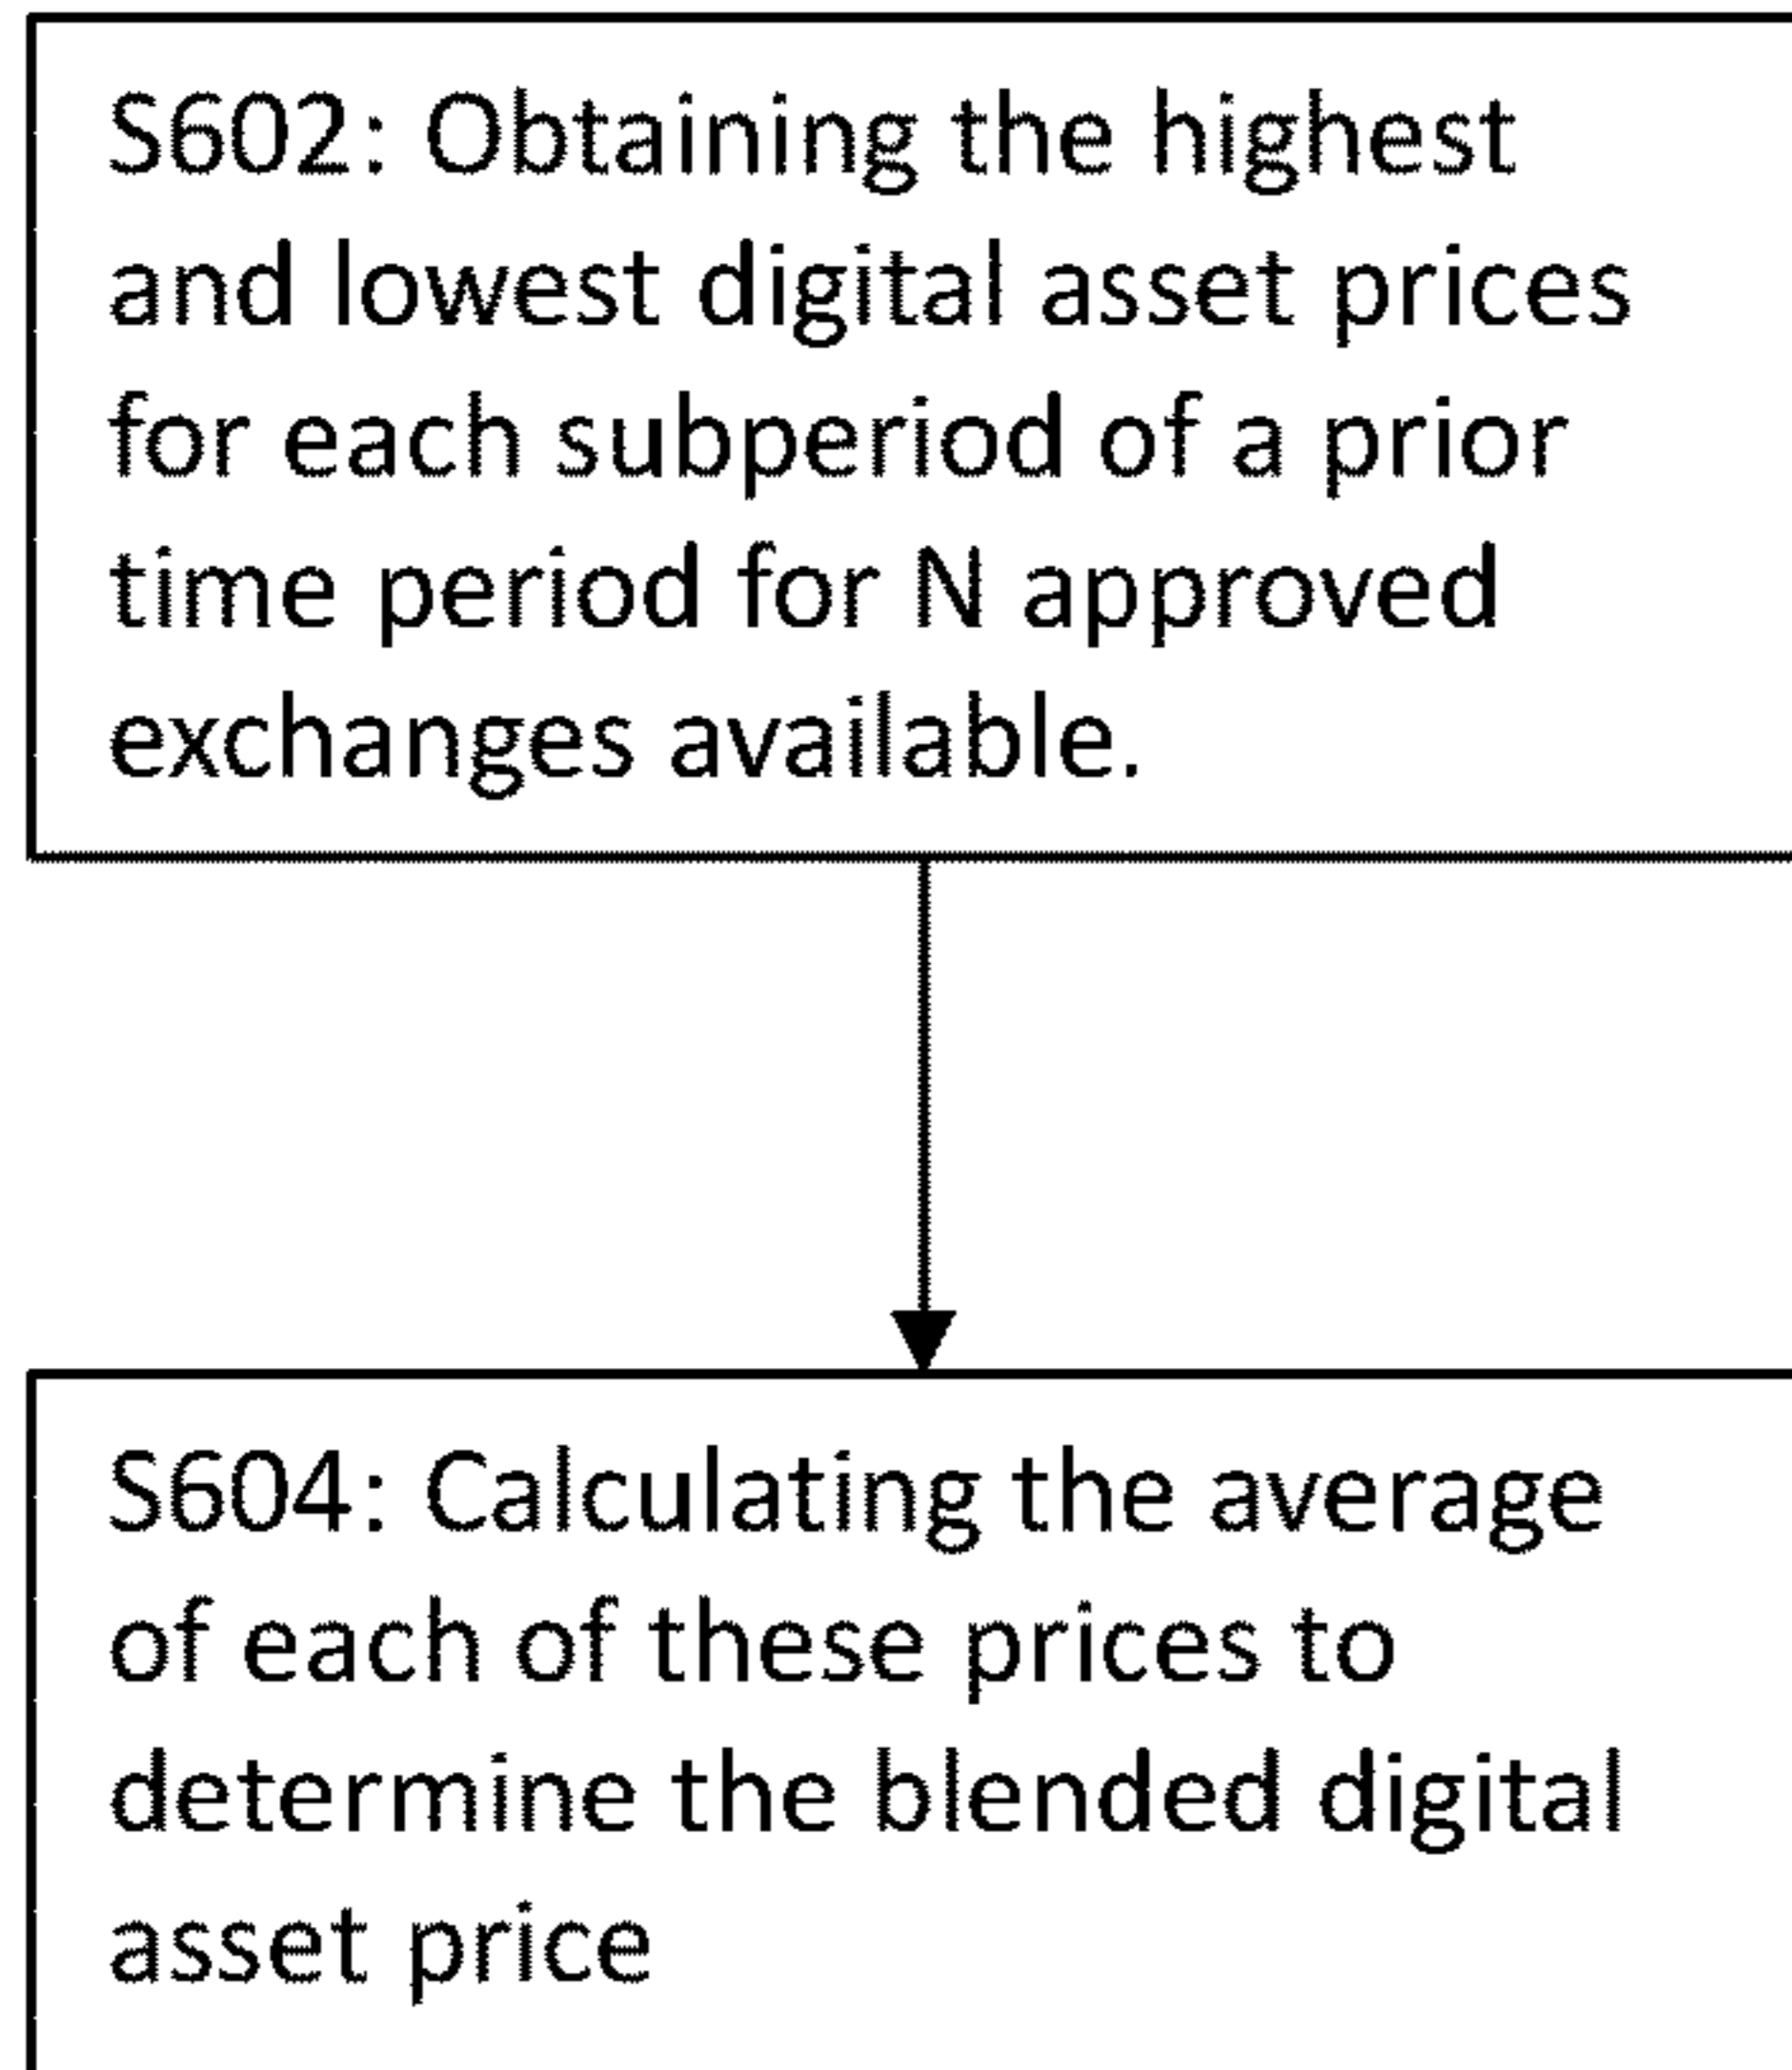 S602: Obtaining the highest
and lowest digital asset prices
for each subperiod of a prior
time period for N approved
exchanges available.
S604: Calculating the average
of each of these prices to
determine the blended digital
asset price